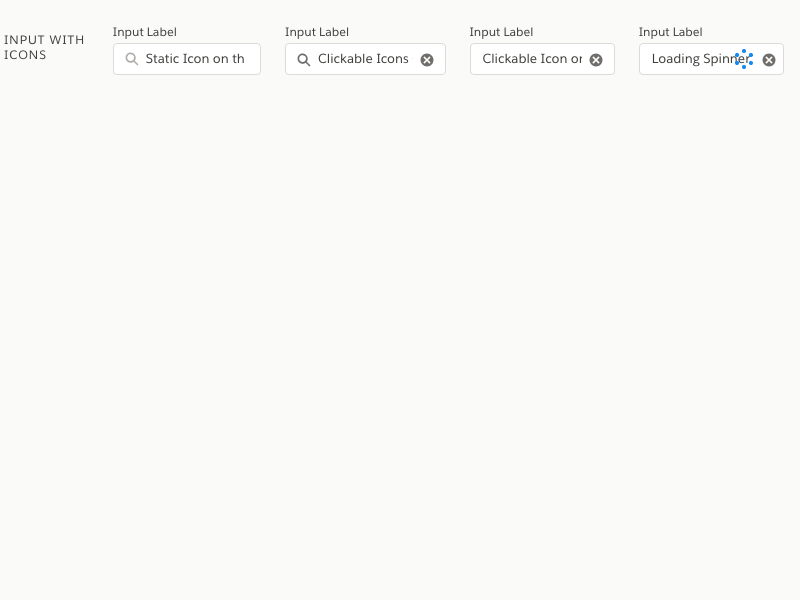 INPUT WITH
ICONS
Input Label
Static Icon on th
Input Label
Clickable Icons
Input Label
Clickable Icon or
Input Label
Loading Spinner